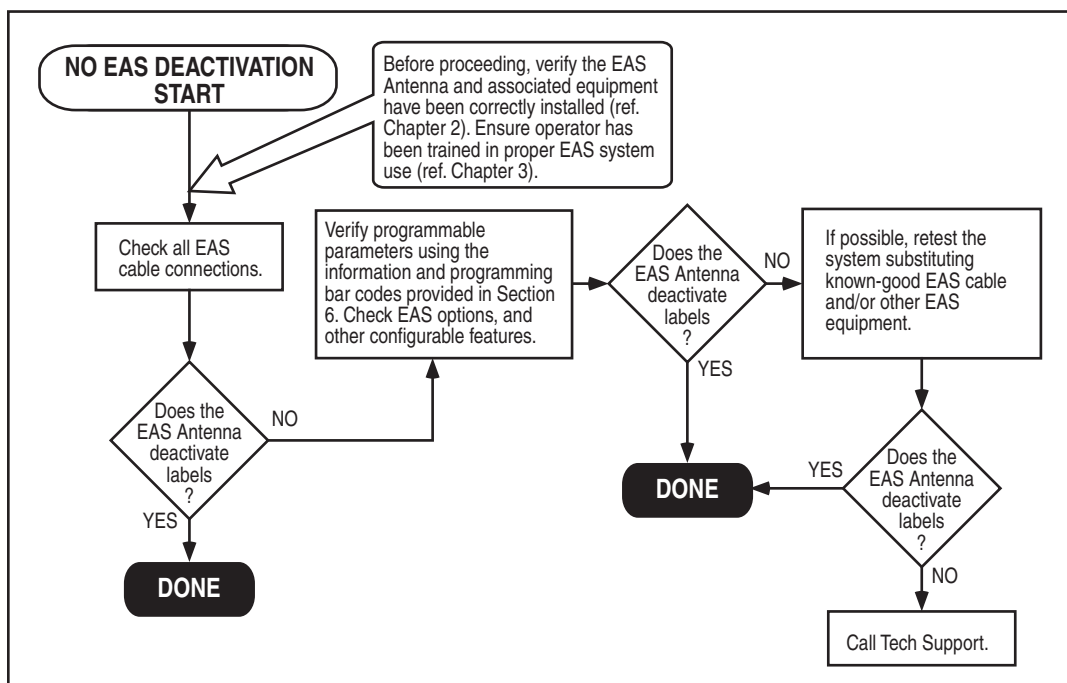 NO EAS DEACTIVATION
START
Before proceeding, verify the EAS
Antenna and associated equipment
have been correctly installed (ref.
Chapter 2). Ensure operator has
been trained in proper EAS system
use (ref. Chapter 3).
Check all EAS
cable connections.
Does the
EAS Antenna
deactivate
labels
?
NO
YES
DONE
Verify programmable
parameters using the
information and programming
bar codes provided in Section
6. Check EAS options, and
other configurable features.
Does the
EAS Antenna
deactivate
labels
?
NO
YES
DONE
If possible, retest the
system substituting
known-good EAS cable
and/or other EAS
equipment.
Does the
EAS Antenna
deactivate
labels
?
YES
NO
Call Tech Support.